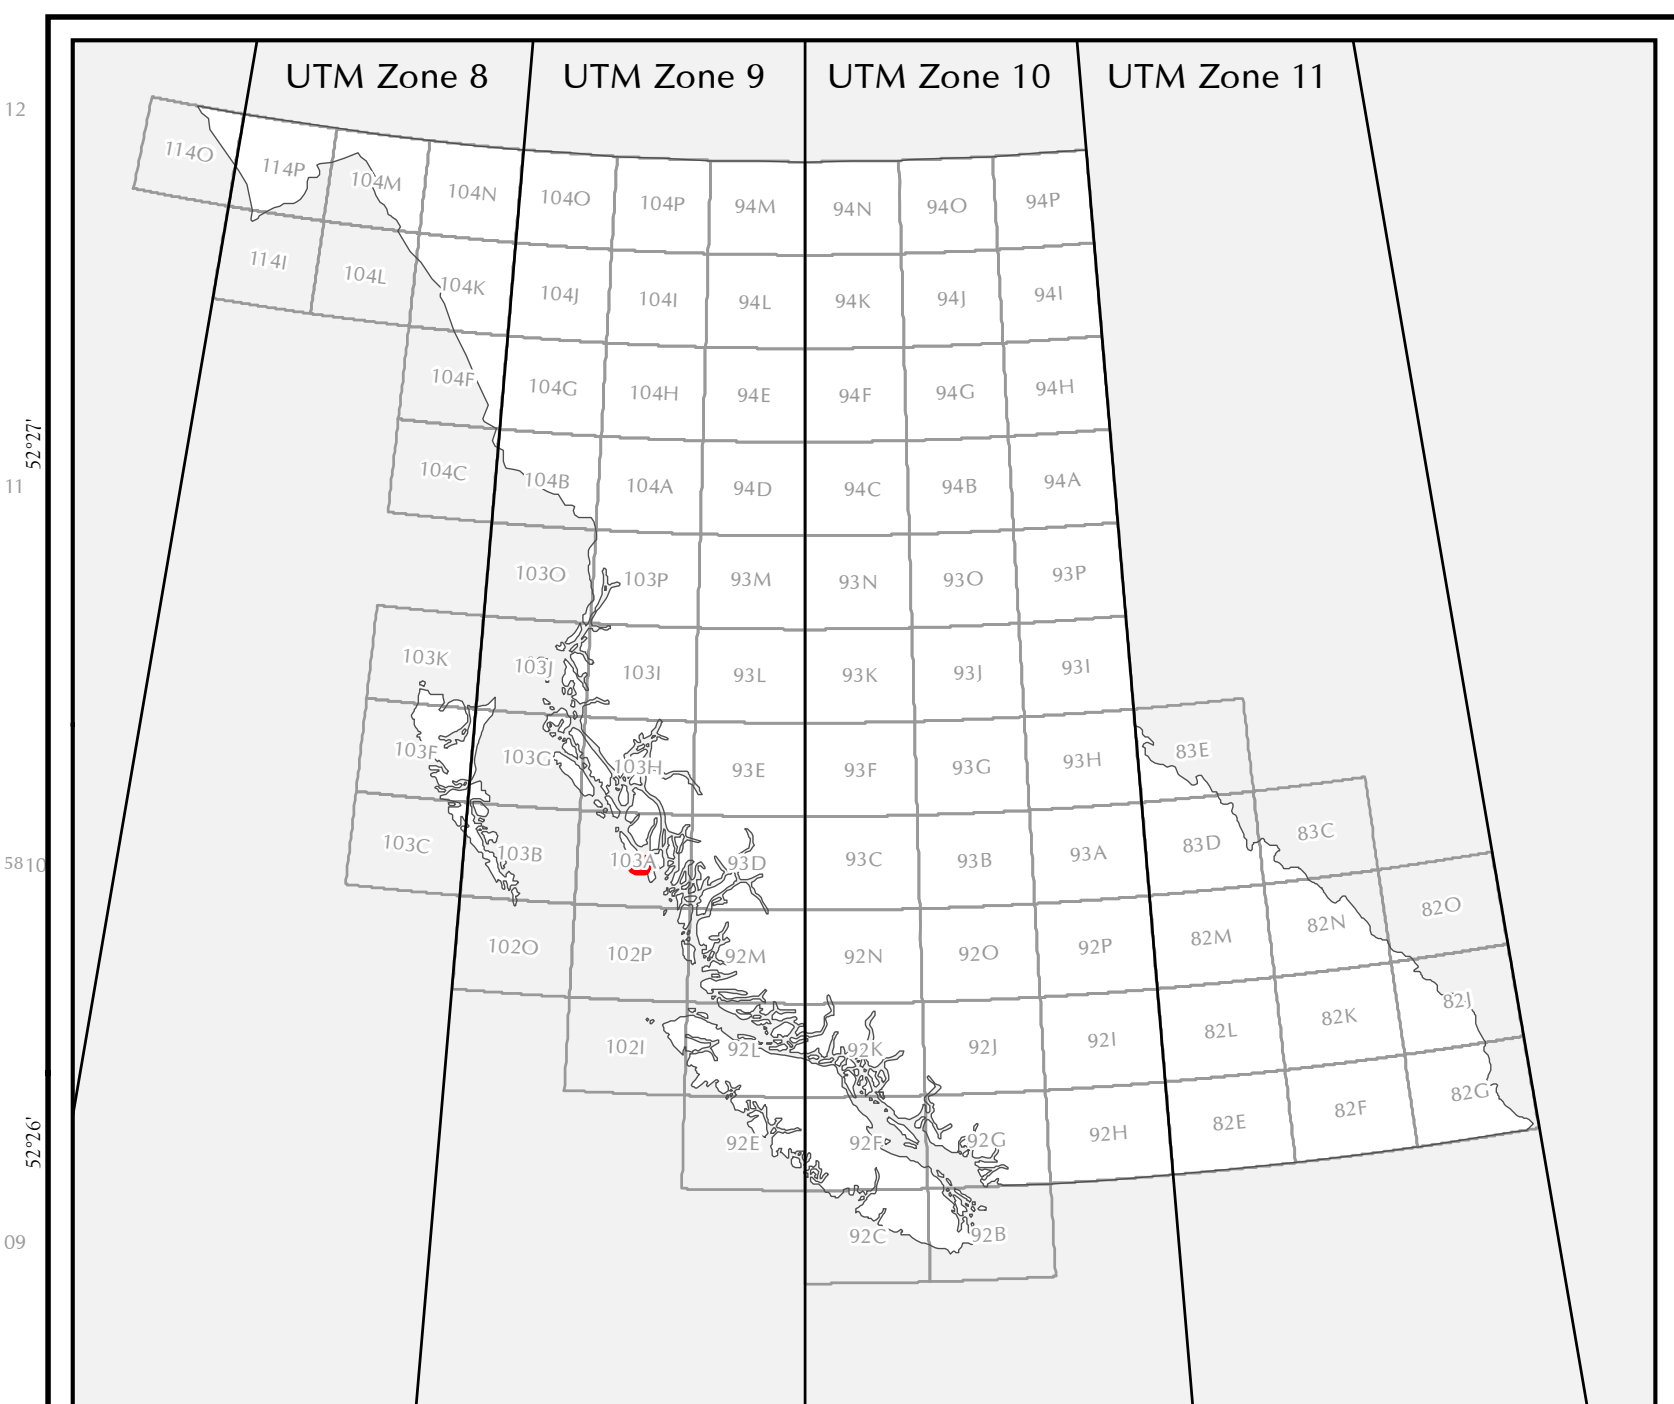 UTM Zone 8 UTM Zone 9 UTM Zone 10 UTM Zone 11
12
114O 114P 104M 104N 104O 104P 94M 94N 94O 94P
114I 104L 104K 104J 104I 94L 94K 94J 94I
104F 104G 104H 94E 94F 94G 94H
52°27'
11
104C 104B 104A 94D 94C 94B 94A
103O 103P 93M 93N 93O 93P
103K 103J 103I 93L 93K 93J 93I
103F 103G 103H 93E 93F 93G 93H 83E
5810
103C 103B 103A 93D 93C 93B 93A 83D 83C
102O 102P 92M 92N 92O 92P 82M 82N 82O
102I 92L 92K 92J 92I 82L 82K 82J
52°26'
92E 92F 92G 92H 82E 82F 82G
09
92C 92B